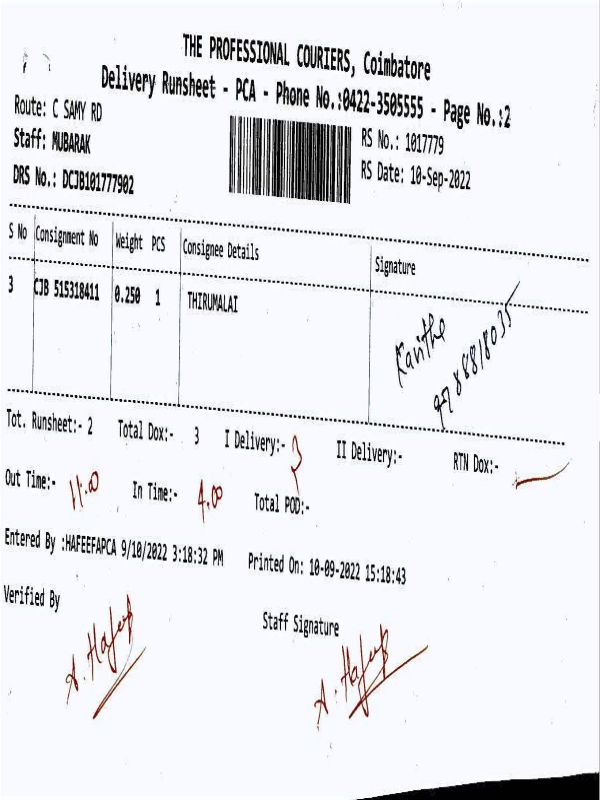 THE PROFESSIONAL COURIERS, Coimbatore
Delivery Runsheet - PCA - Phone No.:0422-3505555 - Page No.:2
Route: C SAMY RD
Staff: MUBARAK
DRS No.: DCJB101777902
RS No.: 1017779
RS Date: 10-Sep-2022
S No Consignment No Weight PCS Consignee Details Signature
3 CJB 515318411 0.250 1 THIRUMALAI
Kavithe
9788818035
Tot. Runsheet:- 2 Total Dox:- 3 I Delivery:- 3 II Delivery:- RTN Dox:-
Out Time:- 11.00 In Time:- 4.00 Total POD:-
Entered By :HAFEEFAPCA 9/10/2022 3:18:32 PM Printed On: 10-09-2022 15:18:43
Verified By Staff Signature
A. Hafeef A. Hafeef